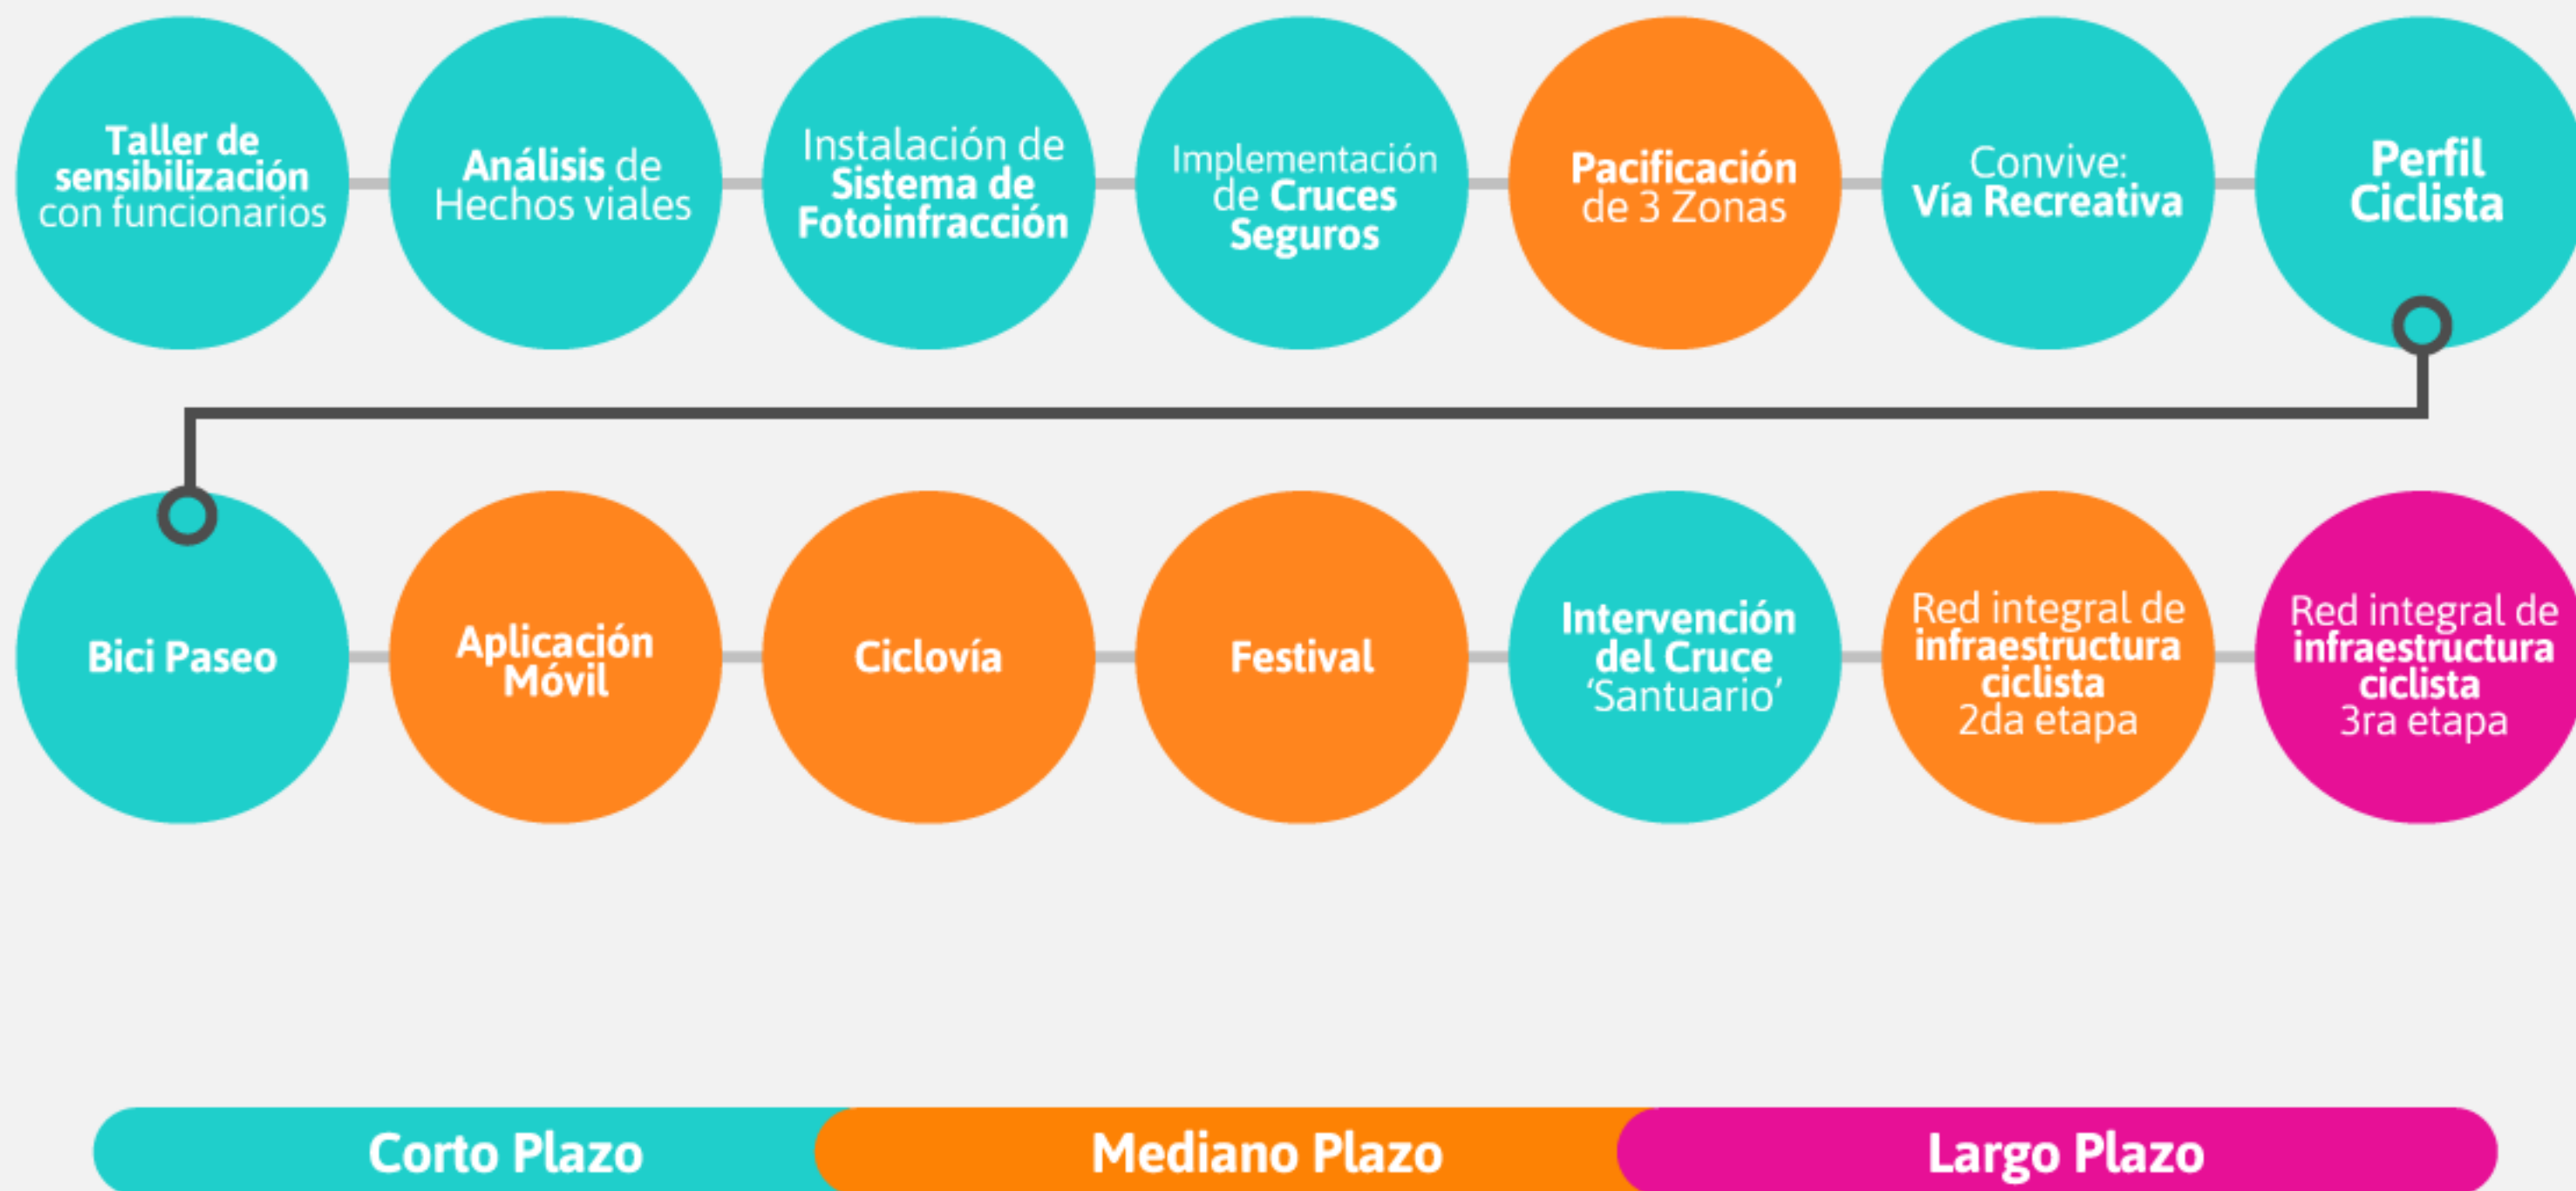 Taller de
sensibilización
con funcionarios
Análisis de
Hechos viales
Instalación de
Sistema de
Fotoinfracción
Implementación
de Cruces
Seguros
Pacificación
de 3 Zonas
Convive:
Vía Recreativa
Perfil
Ciclista
Bici Paseo
Aplicación
Móvil
Ciclovía
Festival
Intervención
del Cruce
‘Santuario’
Red integral de
infraestructura
ciclista
2da etapa
Red integral de
infraestructura
ciclista
3ra etapa
Corto Plazo
Mediano Plazo
Largo Plazo